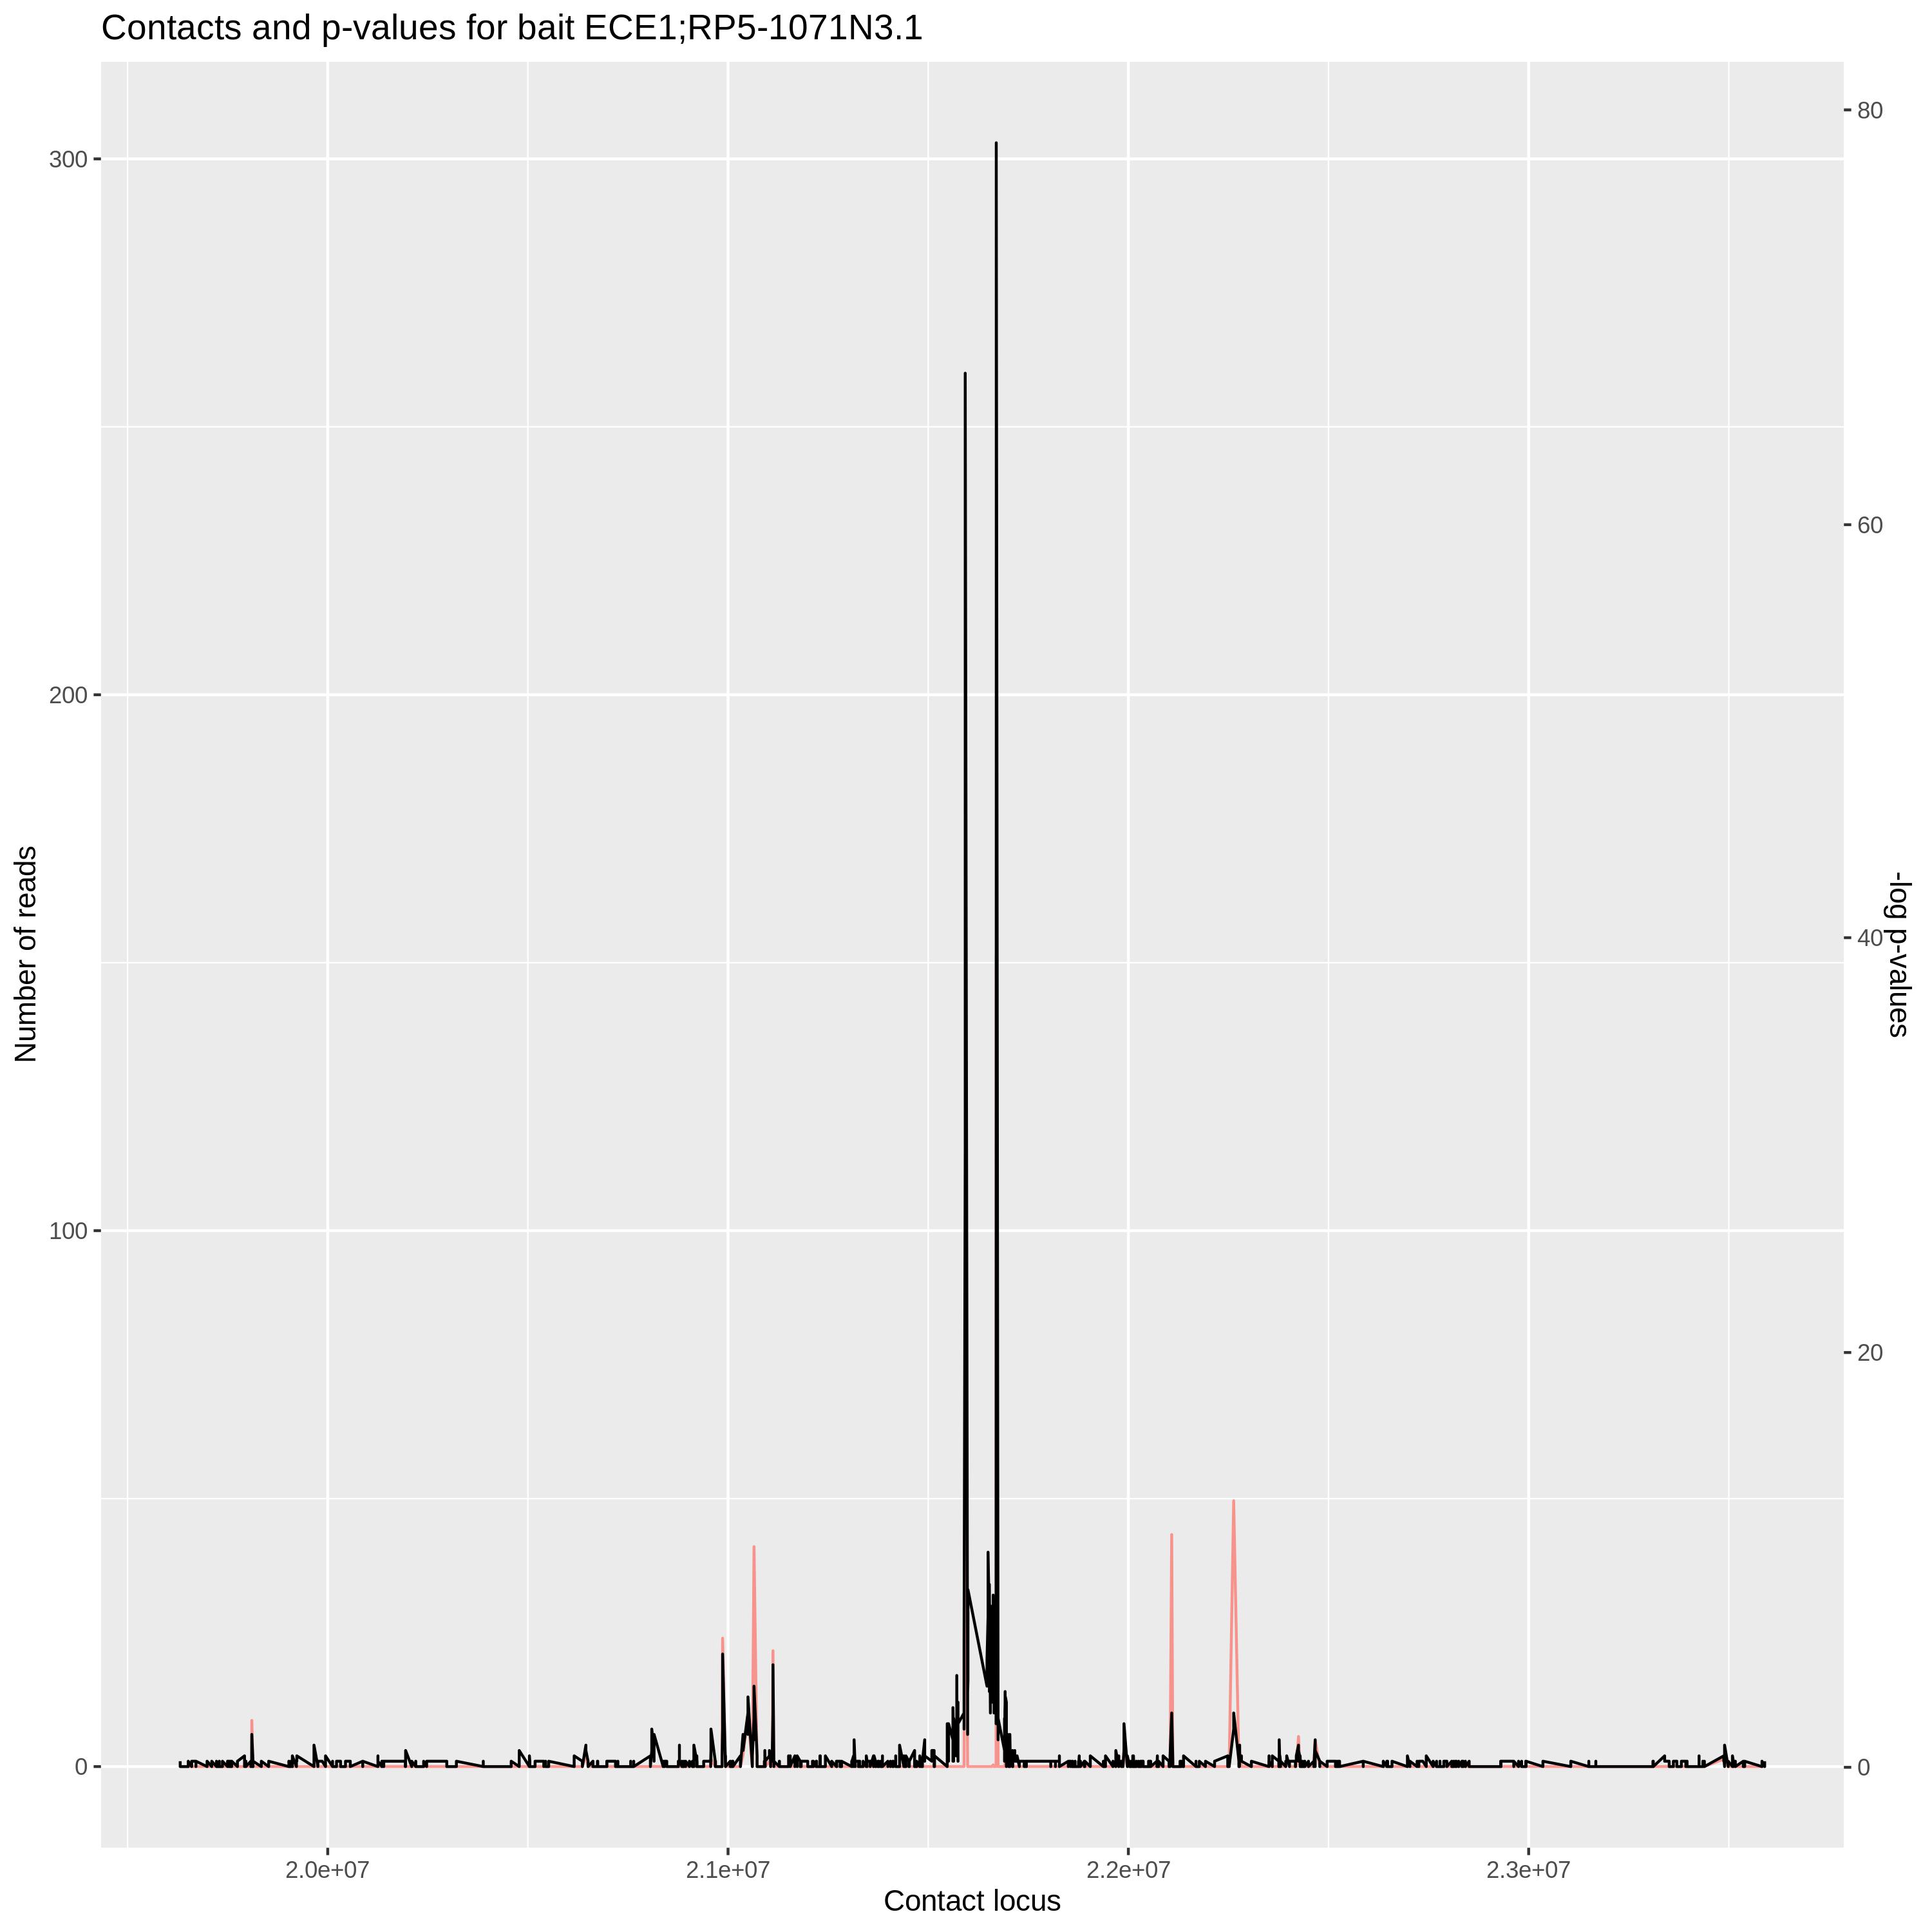 Contacts and p-values for bait ECE1;RP5-1071N3.1
300
200
100
0
Number of reads
80
60
40
20
0
-log p-values
2.0e+07 2.1e+07 2.2e+07 2.3e+07
Contact locus